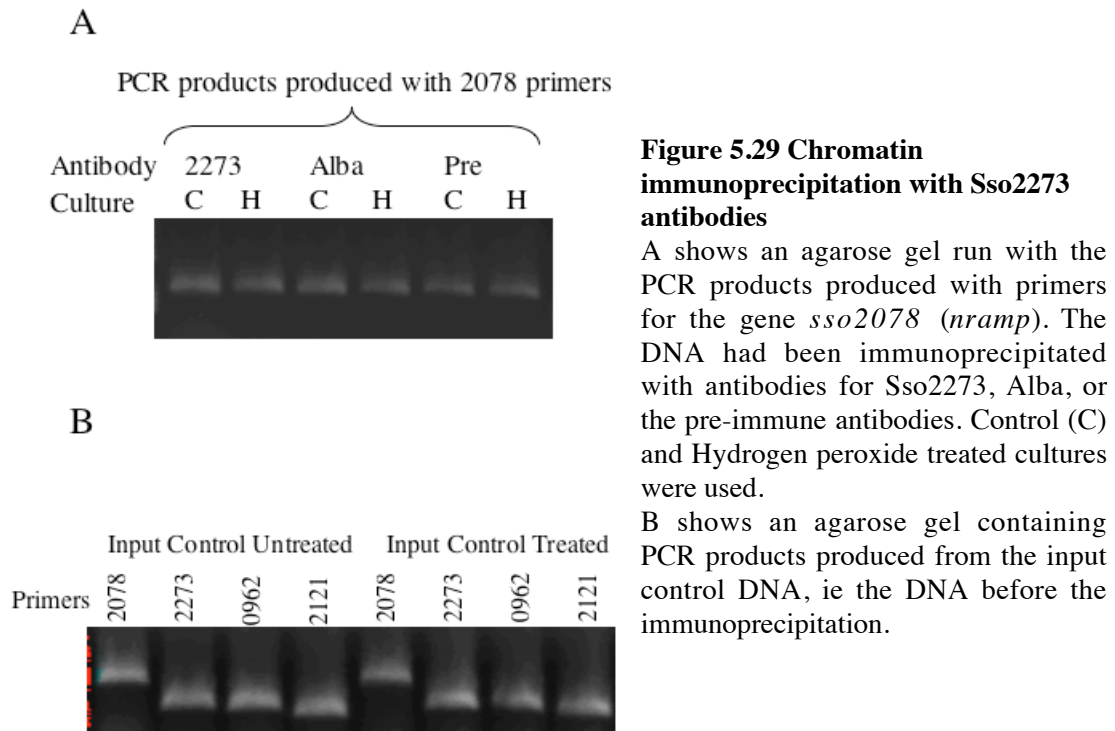 A
PCR products produced with 2078 primers
Antibody 2273 Alba Pre
Culture C H C H C H
B
Input Control Untreated Input Control Treated
Primers 2078 2273 0962 2121 2078 2273 0962 2121
Figure 5.29 Chromatin
immunoprecipitation with Sso2273
antibodies
A shows an agarose gel run with the
PCR products produced with primers
for the gene sso2078 (nramp). The
DNA had been immunoprecipitated
with antibodies for Sso2273, Alba, or
the pre-immune antibodies. Control (C)
and Hydrogen peroxide treated cultures
were used.
B shows an agarose gel containing
PCR products produced from the input
control DNA, ie the DNA before the
immunoprecipitation.